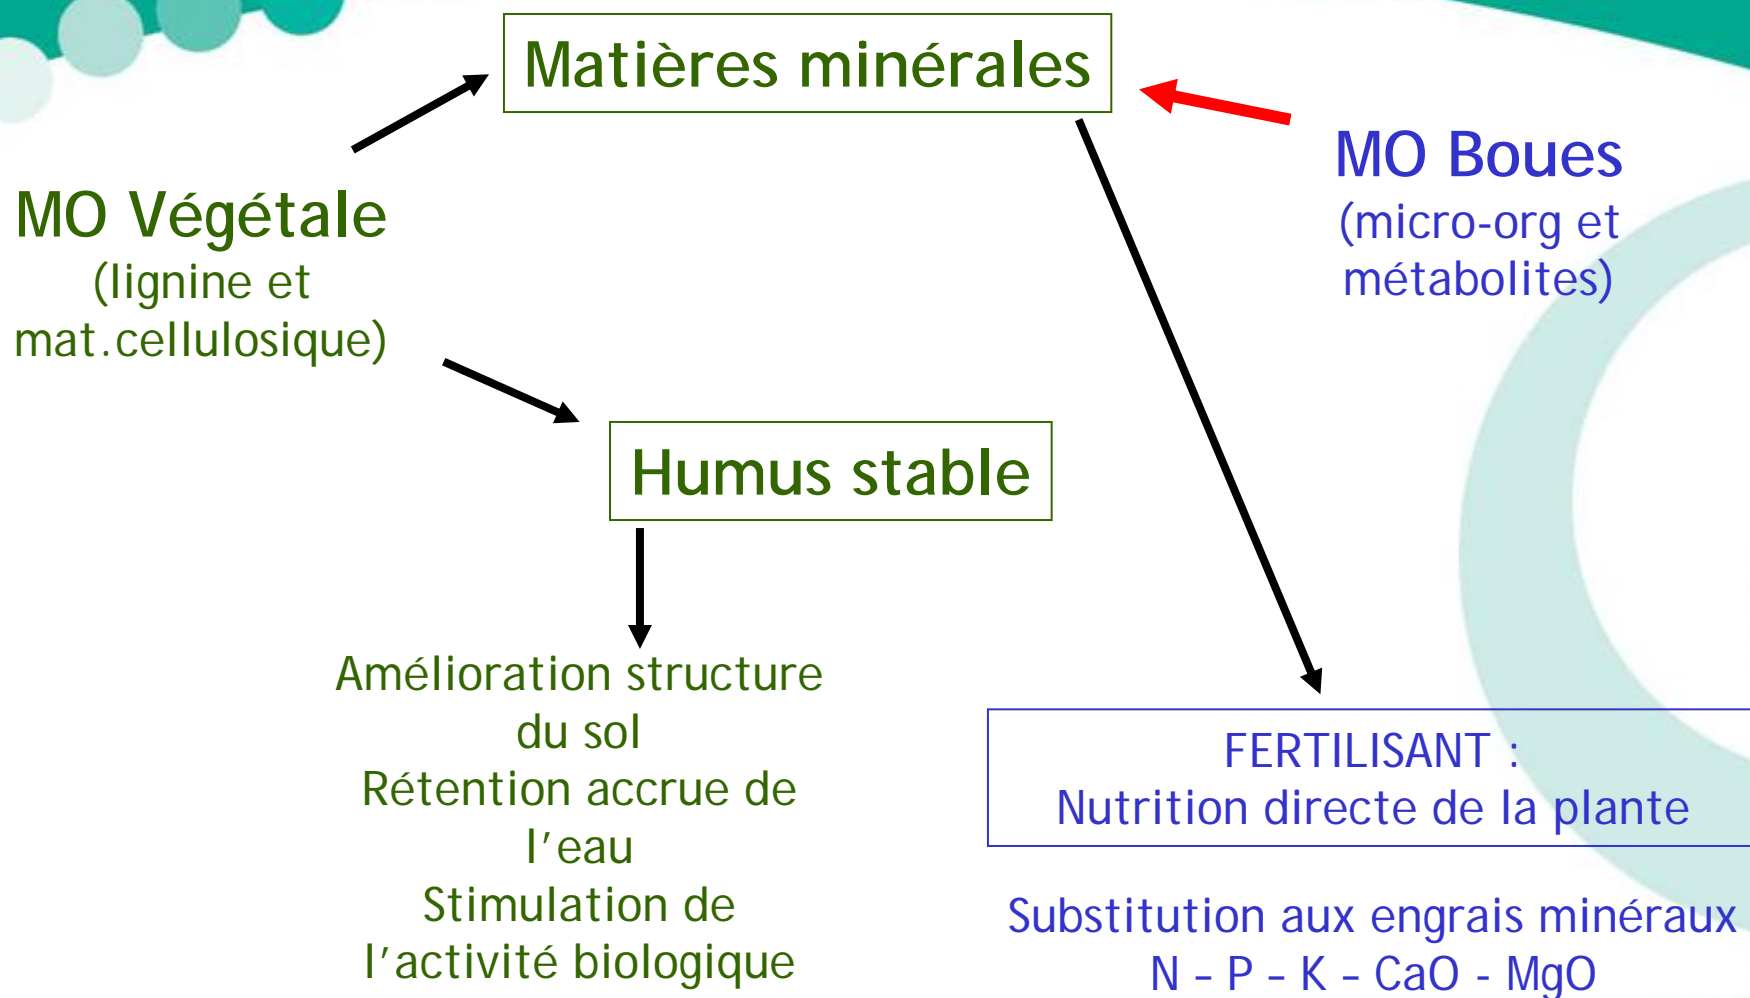 Matières minérales
MO Boues
(micro-org et
métabolites)
MO Végétale
(lignine et
mat.cellulosique)
Humus stable
Amélioration structure
du sol
Rétention accrue de
l’eau
Stimulation de
l’activité biologique
FERTILISANT :
Nutrition directe de la plante
Substitution aux engrais minéraux
N – P – K – CaO - MgO